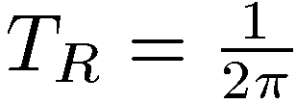 T_R = \frac{1}{2\pi}